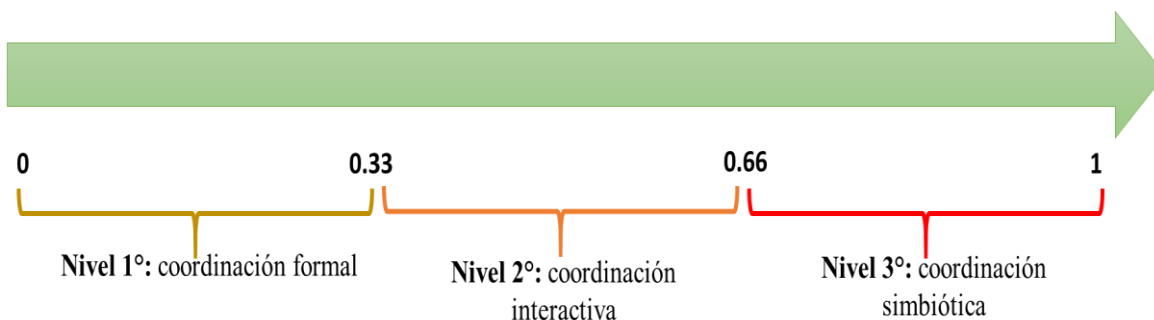 0 0.33 0.66 1
Nivel 1°: coordinación formal
Nivel 2°: coordinación
interactiva
Nivel 3°: coordinación
simbiótica